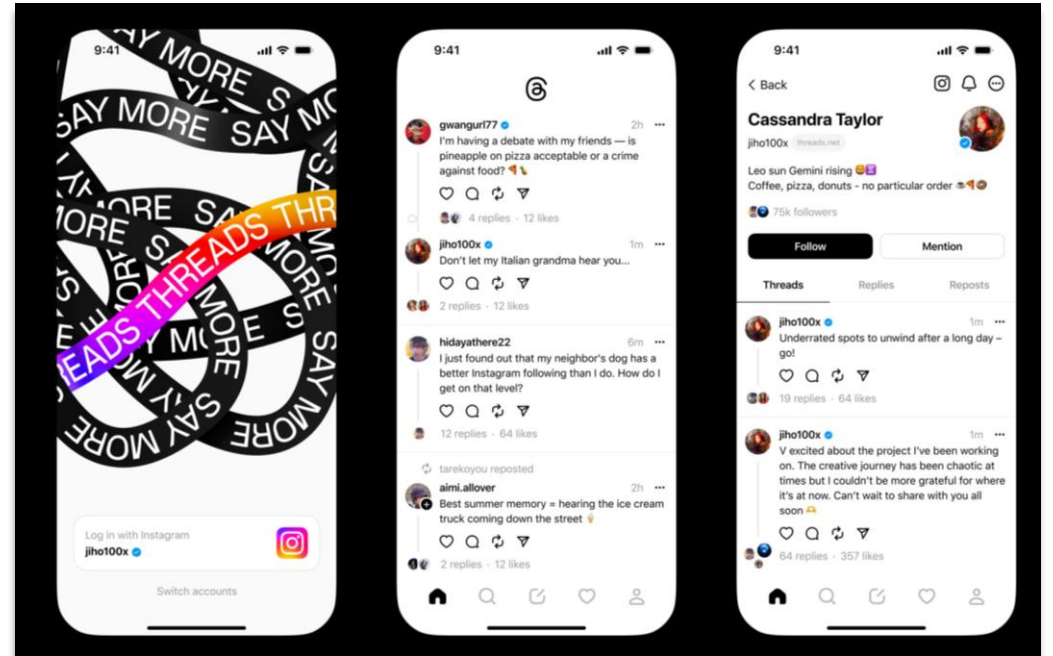 9:41
SAY MORE
SAY MORE
SAY MORE
THREADS THREADS THR
SAY MORE
SAY MORE
SAY MORE
Log in with Instagram
jiho100x
Switch accounts
9:41
gwangurl77
2h
I'm having a debate with my friends — is
pineapple on pizza acceptable or a crime
against food? 🍕🍍
4 replies · 12 likes
jiho100x
1m
Don't let my Italian grandma hear you...
2 replies · 12 likes
hidayathere22
6m
I just found out that my neighbor's dog has a
better Instagram following than I do. How do I
get on that level?
12 replies · 64 likes
tarekoyou reposted
aimi.allover
2h
Best summer memory = hearing the ice cream
truck coming down the street 🍦
2 replies · 12 likes
9:41
< Back
Cassandra Taylor
jiho100x threads.net
Leo sun Gemini rising
Coffee, pizza, donuts - no particular order ☕🍕🍩
75k followers
Follow
Mention
Threads
Replies
Reposts
jiho100x
1m
Underrated spots to unwind after a long day –
go!
19 replies · 64 likes
jiho100x
1m
V excited about the project I've been working
on. The creative journey has been chaotic at
times but I couldn't be more grateful for where
it's at now. Can't wait to share with you all
soon 🫶
64 replies · 357 likes